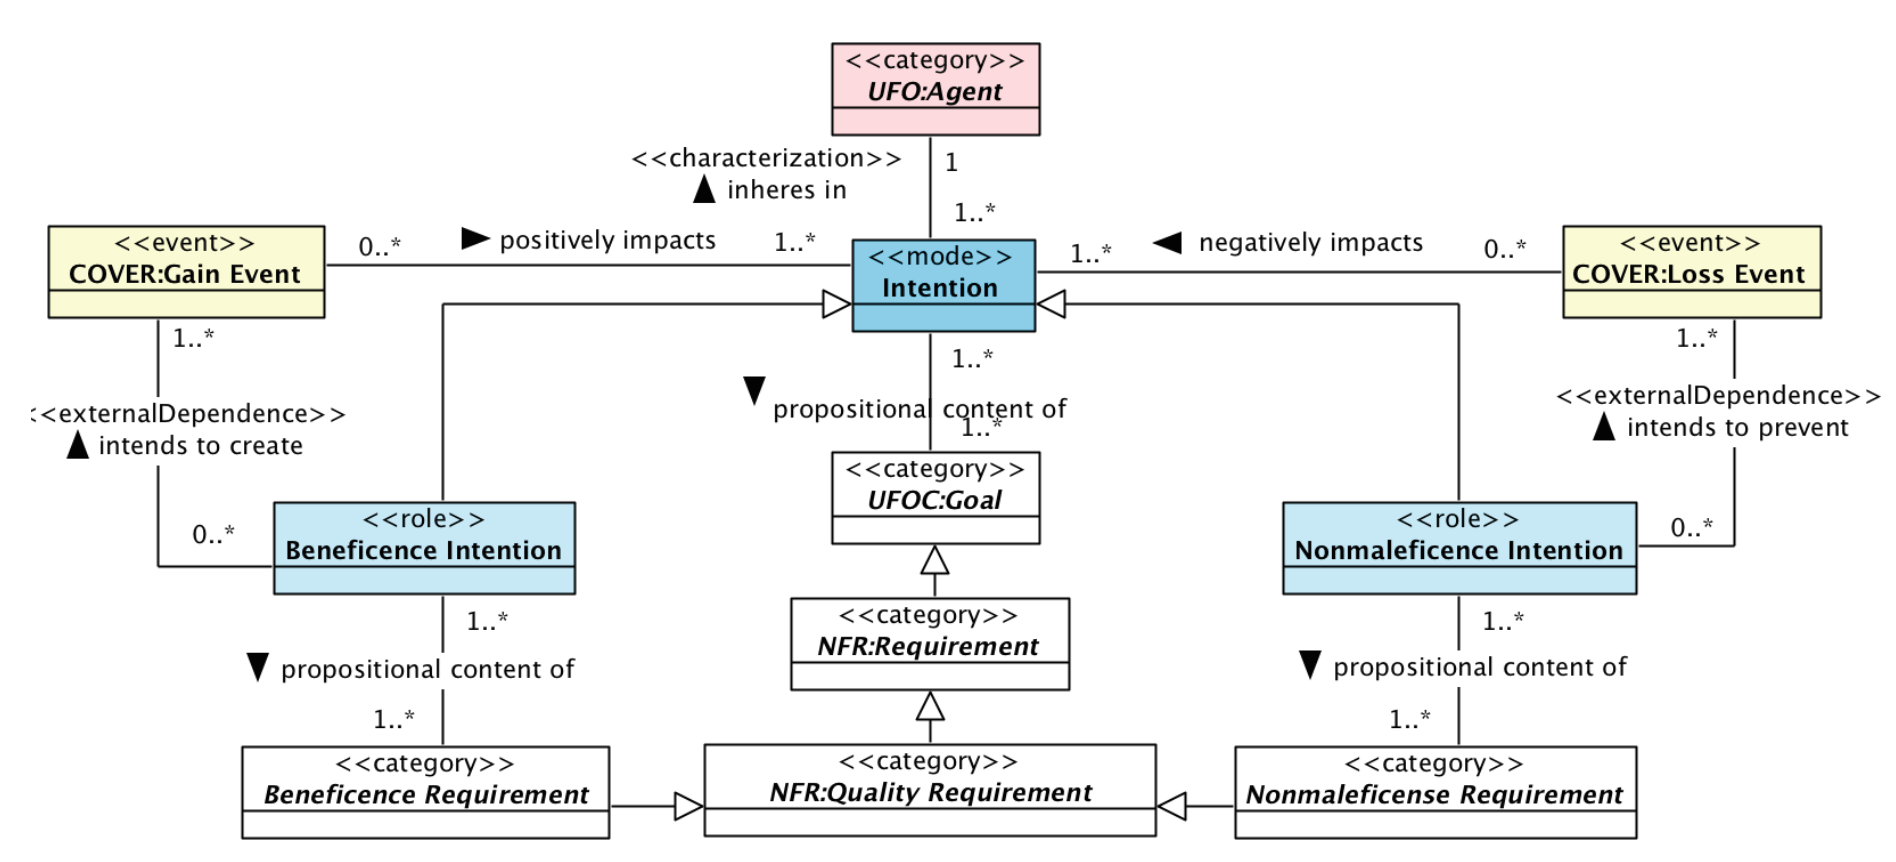 <<category>>
UFO:Agent
<<characterization>>
▲ inheres in
1
1..*
<<event>>
COVER:Gain Event
0..*
► positively impacts
1..*
<<mode>>
Intention
1..*
◄ negatively impacts
0..*
<<event>>
COVER:Loss Event
1..*
<<externalDependence>>
▲ intends to create
0..*
1..*
▼ propositional content of
1..*
1..*
<<externalDependence>>
▲ intends to prevent
0..*
<<category>>
UFOC:Goal
<<role>>
Beneficence Intention
<<role>>
Nonmaleficence Intention
<<category>>
NFR:Requirement
1..*
▼ propositional content of
1..*
1..*
▼ propositional content of
1..*
<<category>>
Beneficence Requirement
<<category>>
NFR:Quality Requirement
<<category>>
Nonmaleficense Requirement